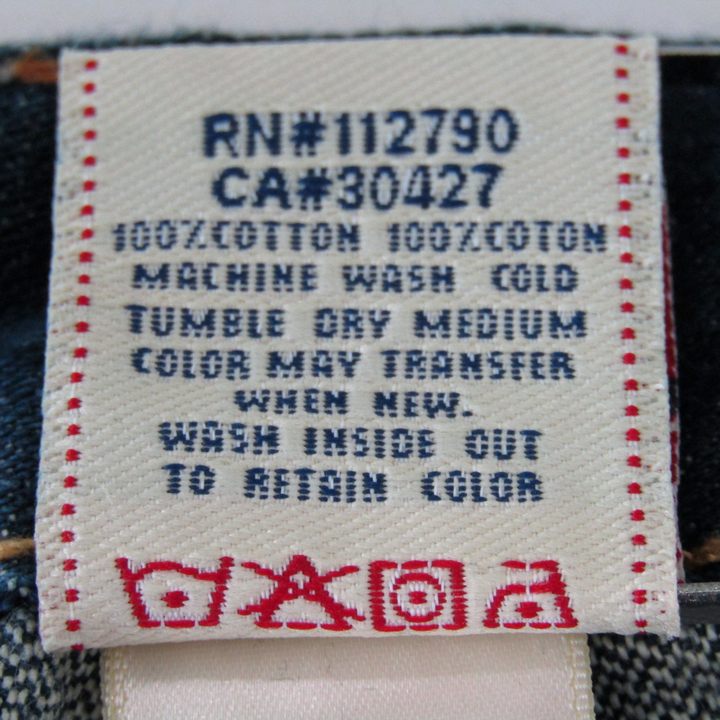 RN#112790
CA#30427
100%COTTON 100%COTON
MACHINE WASH COLD
TUMBLE DRY MEDIUM
COLOR MAY TRANSFER
WHEN NEW.
WASH INSIDE OUT
TO RETAIN COLOR